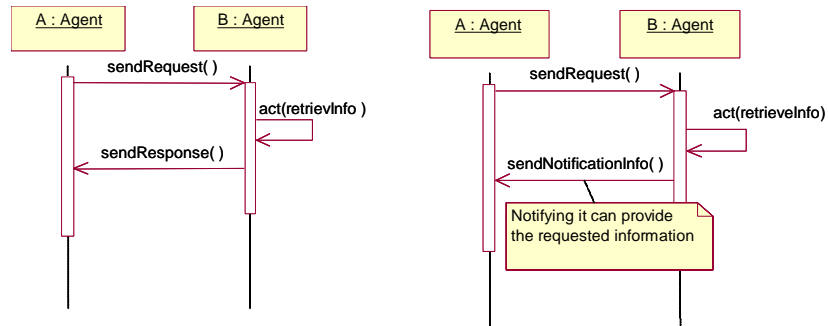 A : Agent
B : Agent
sendRequest( )
act(retrievInfo )
sendResponse( )
A : Agent
B : Agent
sendRequest( )
act(retrieveInfo)
sendNotificationInfo( )
Notifying it can provide
the requested information